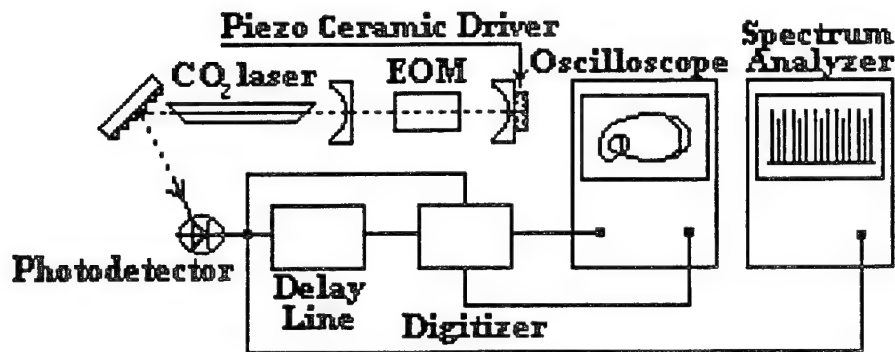 Piezo Ceramic Driver
Spectrum
Analyzer
CO2 laser
EOM
Oscilloscope
Photodetector
Delay
Line
Digitizer